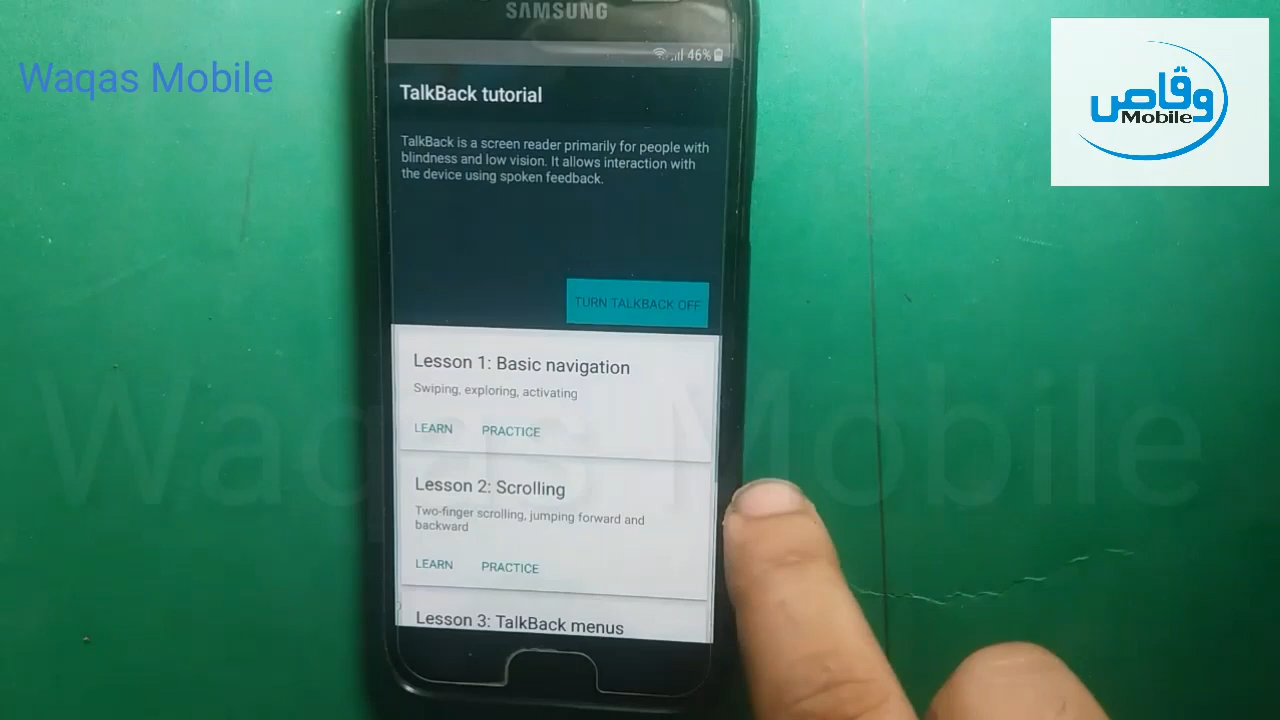 SAMSUNG
46%
Waqas Mobile
وقاص
Mobile
TalkBack tutorial
TalkBack is a screen reader primarily for people with
blindness and low vision. It allows interaction with
the device using spoken feedback.
TURN TALKBACK OFF
Lesson 1: Basic navigation
Swiping, exploring, activating
LEARN PRACTICE
Waqas Mobile
Lesson 2: Scrolling
Two-finger scrolling, jumping forward and
backward
LEARN PRACTICE
Lesson 3: TalkBack menus